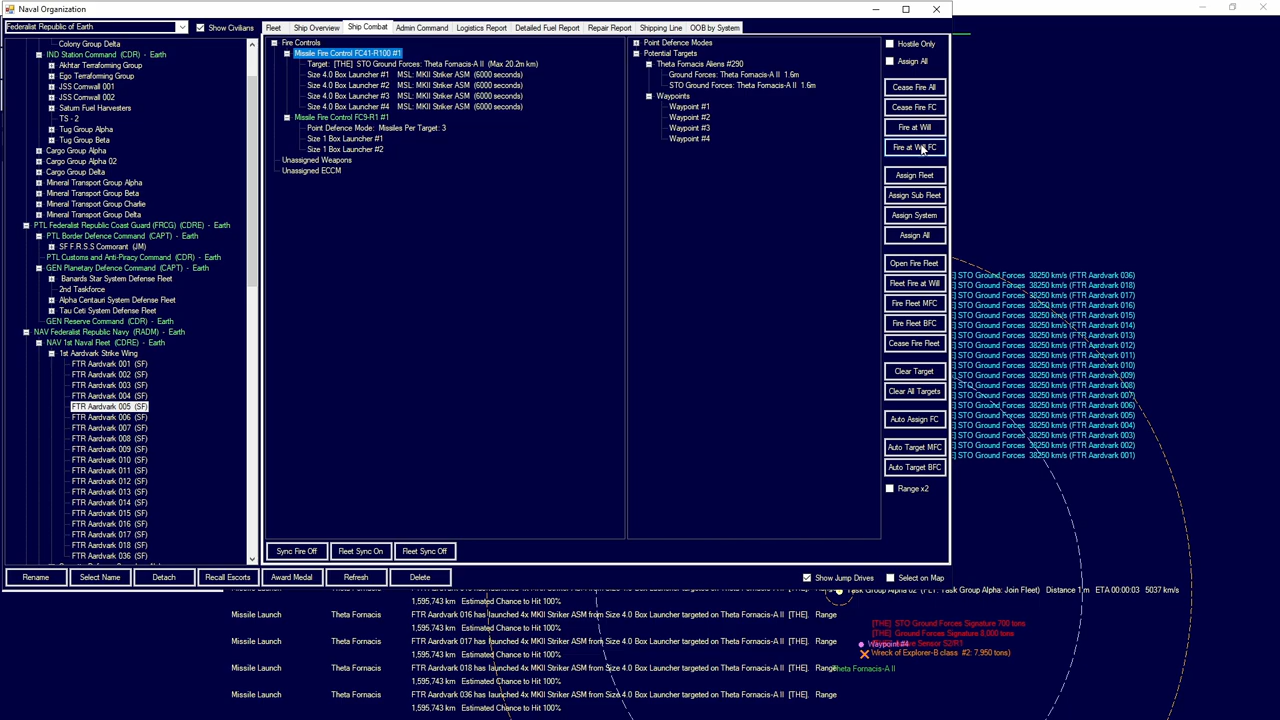 Naval Organization
Federalist Republic of Earth
Show Civilians
Fleet
Ship Overview
Ship Combat
Admin Command
Logistics Report
Detailed Fuel Report
Repair Report
Shipping Line
OOB by System
Colony Group Delta
IND Station Command (CDR) - Earth
Akhtar Terraforming Group
Ego Terraforming Group
JSS Cornwall 001
JSS Cornwall 002
Saturn Fuel Harvesters
TS - 2
Tug Group Alpha
Tug Group Beta
Cargo Group Alpha
Cargo Group Alpha 02
Cargo Group Delta
Mineral Transport Group Alpha
Mineral Transport Group Beta
Mineral Transport Group Charlie
Mineral Transport Group Delta
PTL Federalist Republic Coast Guard (FRCG) (CDRE) - Earth
PTL Border Defence Command (CAPT) - Earth
SF F.R.S.S Cormorant (JM)
PTL Customs and Anti-Piracy Command (CDR) - Earth
GEN Planetary Defence Command (CAPT) - Earth
Banards Star System Defense Fleet
2nd Taskforce
Alpha Centauri System Defense Fleet
Tau Ceti System Defense Fleet
GEN Reserve Command (CDR) - Earth
NAV Federalist Republic Navy (RADM) - Earth
NAV 1st Naval Fleet (CDRE) - Earth
1st Aardvark Strike Wing
FTR Aardvark 001 (SF)
FTR Aardvark 002 (SF)
FTR Aardvark 003 (SF)
FTR Aardvark 004 (SF)
FTR Aardvark 005 (SF)
FTR Aardvark 006 (SF)
FTR Aardvark 007 (SF)
FTR Aardvark 008 (SF)
FTR Aardvark 009 (SF)
FTR Aardvark 010 (SF)
FTR Aardvark 011 (SF)
FTR Aardvark 012 (SF)
FTR Aardvark 013 (SF)
FTR Aardvark 014 (SF)
FTR Aardvark 015 (SF)
FTR Aardvark 016 (SF)
FTR Aardvark 017 (SF)
FTR Aardvark 018 (SF)
FTR Aardvark 036 (SF)
Fire Controls
Missile Fire Control FC41-R100 #1
Target: [THE] STO Ground Forces: Theta Fornacis-A II (Max 20.2m km)
Size 4.0 Box Launcher #1 MSL: MKII Striker ASM (6000 seconds)
Size 4.0 Box Launcher #2 MSL: MKII Striker ASM (6000 seconds)
Size 4.0 Box Launcher #3 MSL: MKII Striker ASM (6000 seconds)
Size 4.0 Box Launcher #4 MSL: MKII Striker ASM (6000 seconds)
Missile Fire Control FC9-R1 #1
Point Defence Mode: Missiles Per Target: 3
Size 1 Box Launcher #1
Size 1 Box Launcher #2
Unassigned Weapons
Unassigned ECCM
Point Defence Modes
Potential Targets
Theta Fornacis Aliens #290
Ground Forces: Theta Fornacis-A II 1.6m
STO Ground Forces: Theta Fornacis-A II 1.6m
Waypoints
Waypoint #1
Waypoint #2
Waypoint #3
Waypoint #4
Hostile Only
Assign All
Cease Fire All
Cease Fire FC
Fire at Will
Fire at Will FC
Assign Fleet
Assign Sub Fleet
Assign System
Assign All
Open Fire Fleet
Fleet Fire at Will
Fire Fleet MFC
Fire Fleet BFC
Cease Fire Fleet
Clear Target
Clear All Targets
Auto Assign FC
Auto Target MFC
Auto Target BFC
Range x2
Sync Fire Off
Fleet Sync On
Fleet Sync Off
Rename
Select Name
Detach
Recall Escorts
Award Medal
Refresh
Delete
Show Jump Drives
Select on Map
] STO Ground Forces 38250 km/s (FTR Aardvark 036)
] STO Ground Forces 38250 km/s (FTR Aardvark 018)
] STO Ground Forces 38250 km/s (FTR Aardvark 017)
] STO Ground Forces 38250 km/s (FTR Aardvark 016)
] STO Ground Forces 38250 km/s (FTR Aardvark 015)
] STO Ground Forces 38250 km/s (FTR Aardvark 014)
] STO Ground Forces 38250 km/s (FTR Aardvark 013)
] STO Ground Forces 38250 km/s (FTR Aardvark 012)
] STO Ground Forces 38250 km/s (FTR Aardvark 011)
] STO Ground Forces 38250 km/s (FTR Aardvark 010)
] STO Ground Forces 38250 km/s (FTR Aardvark 009)
] STO Ground Forces 38250 km/s (FTR Aardvark 008)
] STO Ground Forces 38250 km/s (FTR Aardvark 007)
] STO Ground Forces 38250 km/s (FTR Aardvark 006)
] STO Ground Forces 38250 km/s (FTR Aardvark 005)
] STO Ground Forces 38250 km/s (FTR Aardvark 004)
] STO Ground Forces 38250 km/s (FTR Aardvark 003)
] STO Ground Forces 38250 km/s (FTR Aardvark 002)
] STO Ground Forces 38250 km/s (FTR Aardvark 001)
Task Group Alpha: Join Fleet) Distance 1m ETA 00:00:03 5037 km/s
1,595,743 km Estimated Chance to Hit 100%
Missile Launch Theta Fornacis FTR Aardvark 016 has launched 4x MKII Striker ASM from Size 4.0 Box Launcher targeted on Theta Fornacis-A II [THE]. Range
1,595,743 km Estimated Chance to Hit 100%
Missile Launch Theta Fornacis FTR Aardvark 017 has launched 4x MKII Striker ASM from Size 4.0 Box Launcher targeted on Theta Fornacis-A II [THE]. Range
1,595,743 km Estimated Chance to Hit 100%
Missile Launch Theta Fornacis FTR Aardvark 018 has launched 4x MKII Striker ASM from Size 4.0 Box Launcher targeted on Theta Fornacis-A II [THE]. Range
1,595,743 km Estimated Chance to Hit 100%
Missile Launch Theta Fornacis FTR Aardvark 036 has launched 4x MKII Striker ASM from Size 4.0 Box Launcher targeted on Theta Fornacis-A II [THE]. Range
1,595,743 km Estimated Chance to Hit 100%
[THE] STO Ground Forces Signature 700 tons
[THE] Ground Forces Signature 8,000 tons
Sensor S2/R1
Waypoint #4
Wreck of Explorer-B class #2: 7,950 tons)
Theta Fornacis-A II